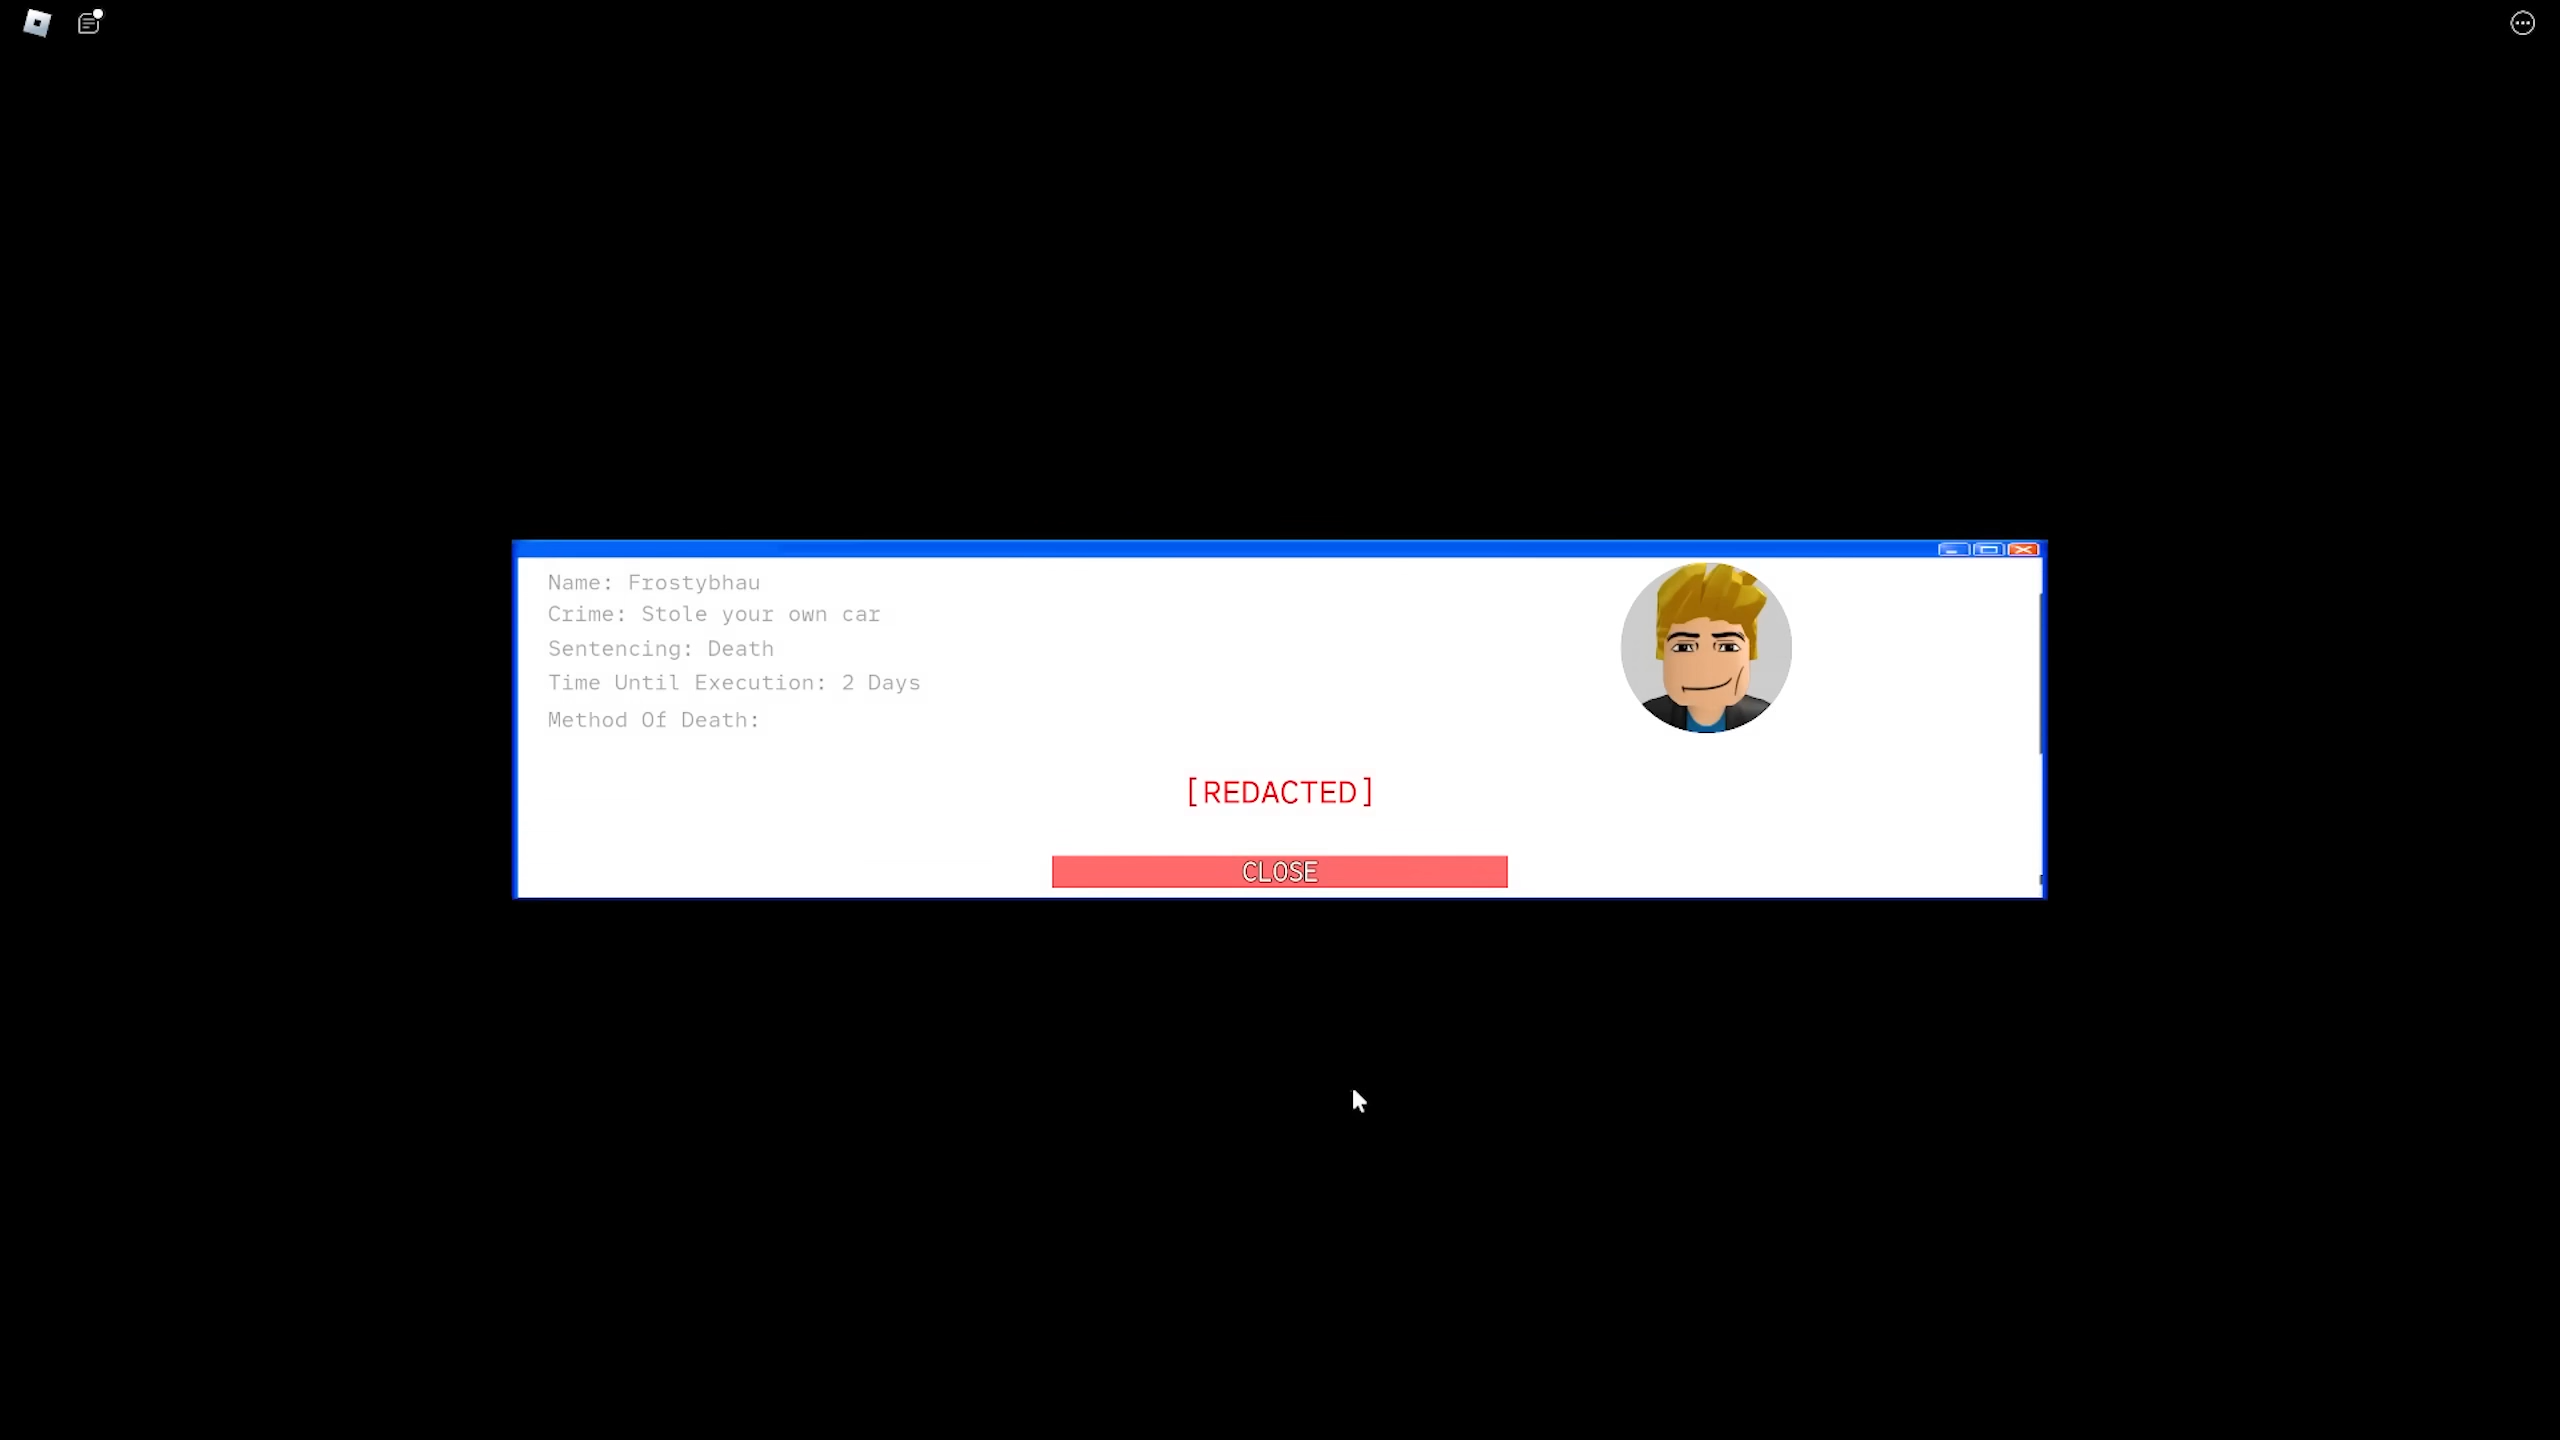 Name: Frostybhau
Crime: Stole your own car
Sentencing: Death
Time Until Execution: 2 Days
Method Of Death:
[REDACTED]
CLOSE